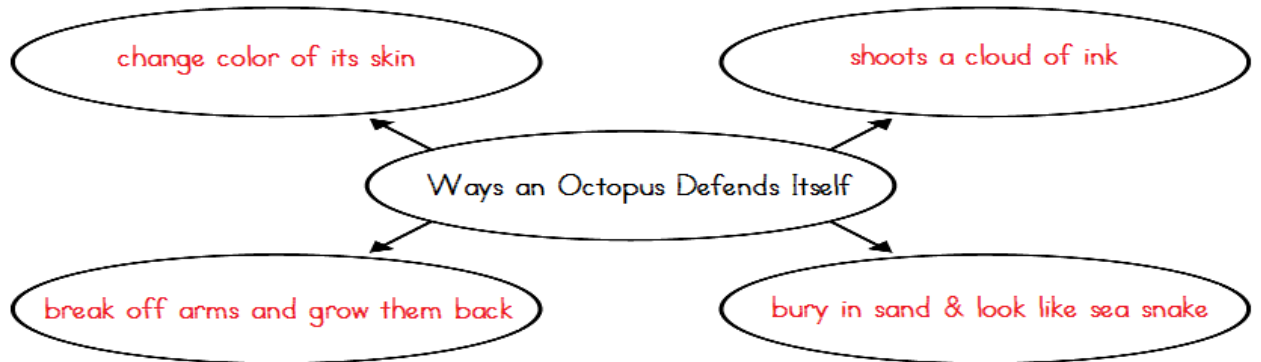 change color of its skin
shoots a cloud of ink
Ways an Octopus Defends Itself
break off arms and grow them back
bury in sand & look like sea snake